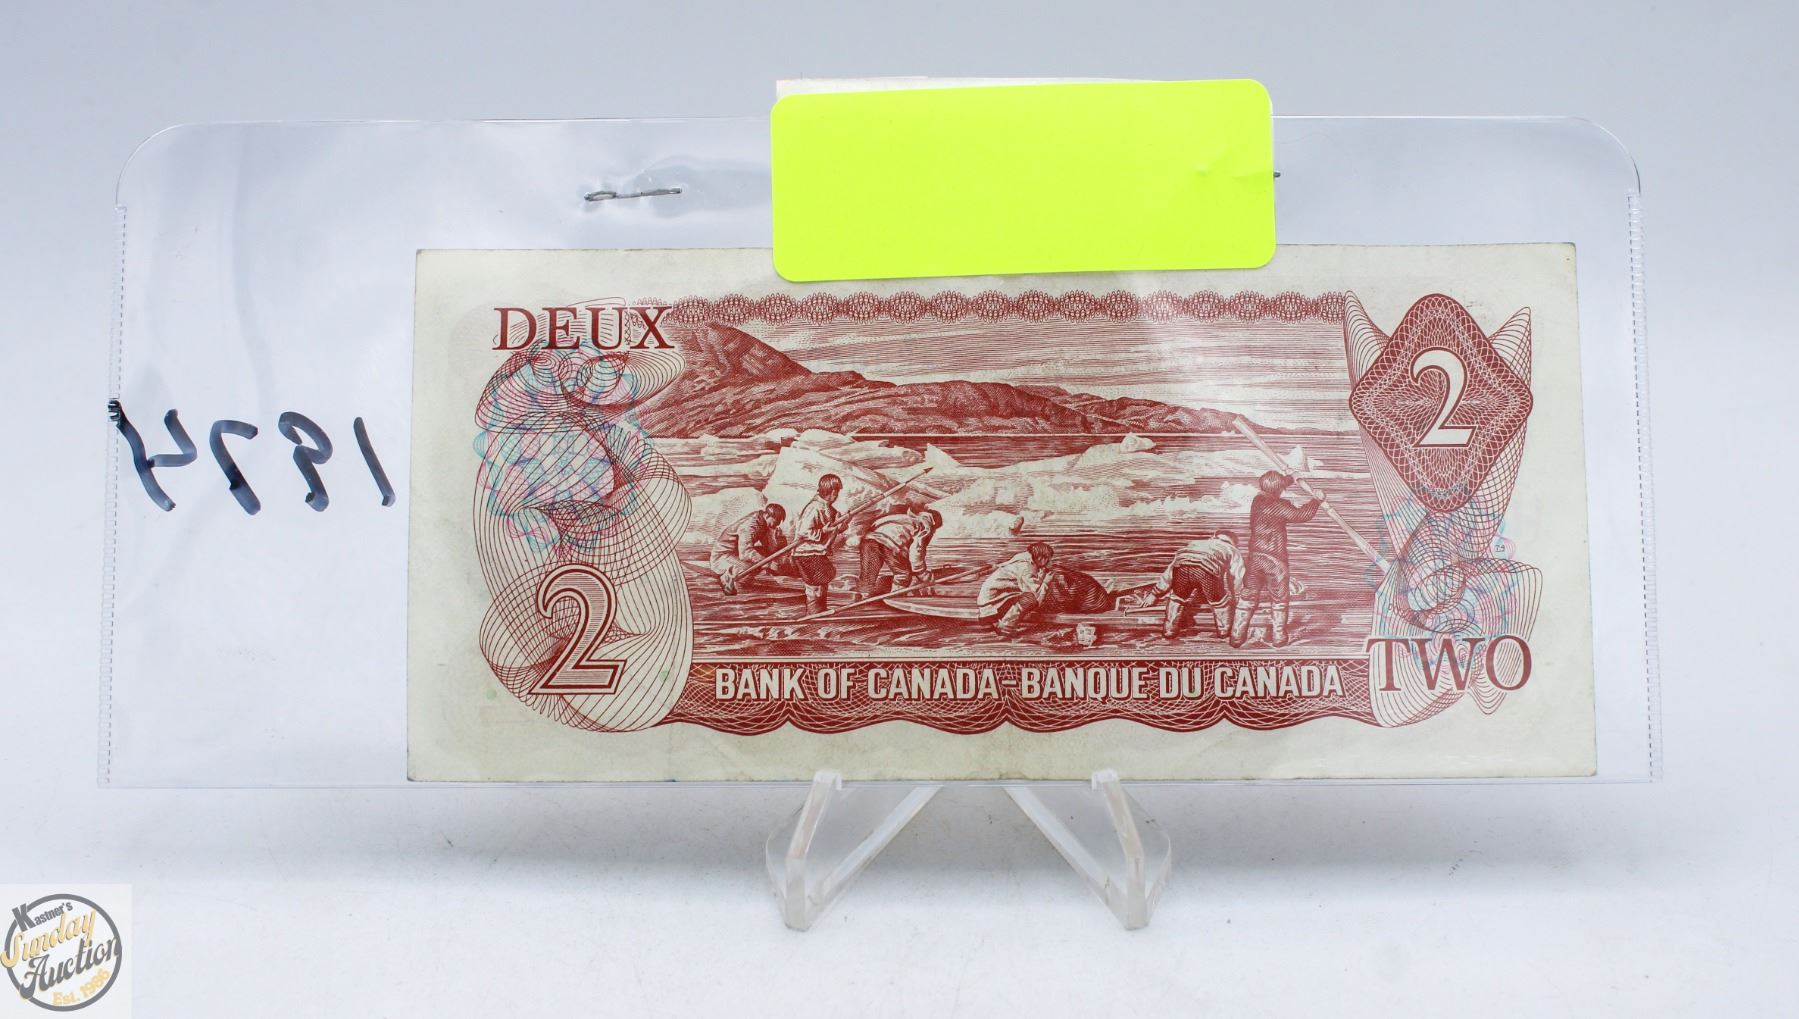 DEUX
2
1974
2
BANK OF CANADA-BANQUE DU CANADA
TWO
Kastner's
Sunday
Auction
Est. 1986